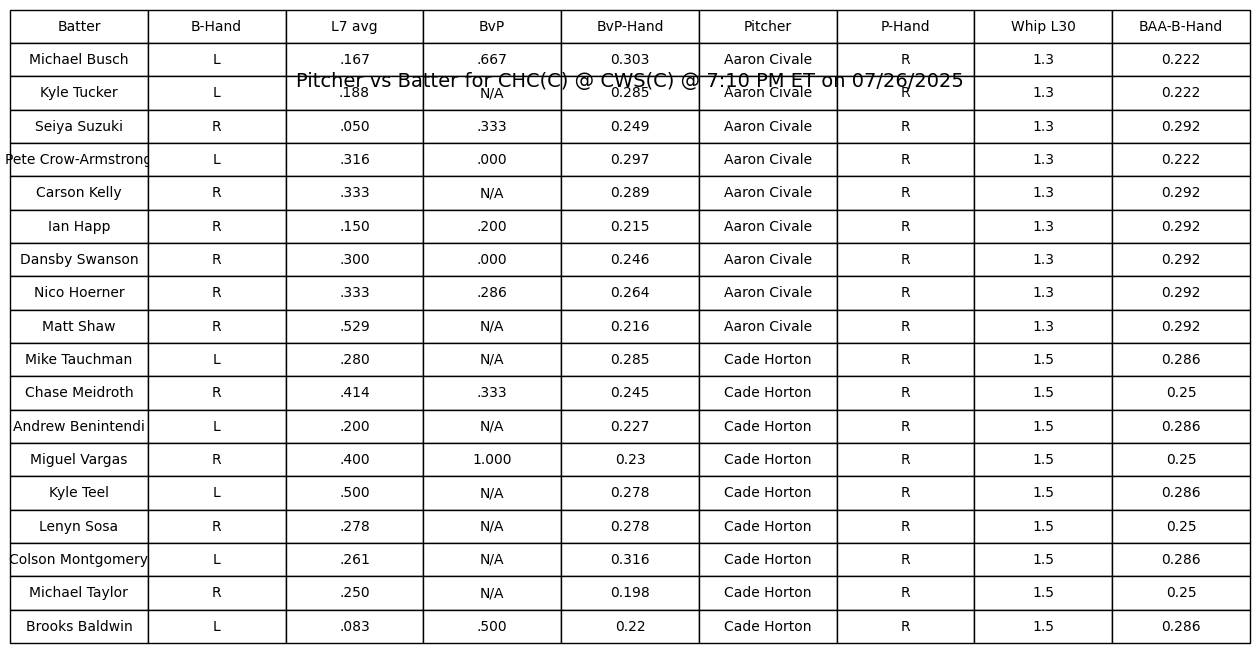 Batter B-Hand L7 avg BvP BvP-Hand Pitcher P-Hand Whip L30 BAA-B-Hand
Michael Busch L .167 .667 0.303 Aaron Civale R 1.3 0.222
Pitcher vs Batter for CHC(C) @ CWS(C) @ 7:10 PM ET on 07/26/2025
Kyle Tucker L .188 N/A 0.285 Aaron Civale R 1.3 0.222
Seiya Suzuki R .050 .333 0.249 Aaron Civale R 1.3 0.292
Pete Crow-Armstrong L .316 .000 0.297 Aaron Civale R 1.3 0.222
Carson Kelly R .333 N/A 0.289 Aaron Civale R 1.3 0.292
Ian Happ R .150 .200 0.215 Aaron Civale R 1.3 0.292
Dansby Swanson R .300 .000 0.246 Aaron Civale R 1.3 0.292
Nico Hoerner R .333 .286 0.264 Aaron Civale R 1.3 0.292
Matt Shaw R .529 N/A 0.216 Aaron Civale R 1.3 0.292
Mike Tauchman L .280 N/A 0.285 Cade Horton R 1.5 0.286
Chase Meidroth R .414 .333 0.245 Cade Horton R 1.5 0.25
Andrew Benintendi L .200 N/A 0.227 Cade Horton R 1.5 0.286
Miguel Vargas R .400 1.000 0.23 Cade Horton R 1.5 0.25
Kyle Teel L .500 N/A 0.278 Cade Horton R 1.5 0.286
Lenyn Sosa R .278 N/A 0.278 Cade Horton R 1.5 0.25
Colson Montgomery L .261 N/A 0.316 Cade Horton R 1.5 0.286
Michael Taylor R .250 N/A 0.198 Cade Horton R 1.5 0.25
Brooks Baldwin L .083 .500 0.22 Cade Horton R 1.5 0.286